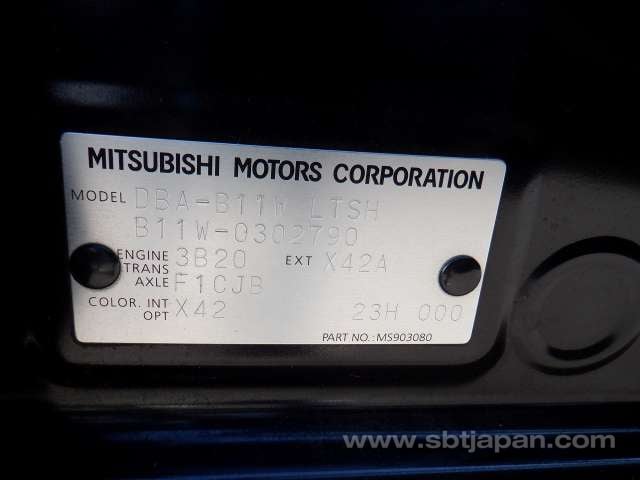 MITSUBISHI MOTORS CORPORATION
MODEL DBA-B11W LTSH
B11W-0302790
ENGINE 3B20 EXT X42A
TRANS
AXLE F1CJB
COLOR. INT X42 23H 000
OPT
PART NO.: MS903080
www.sbtjapan.com